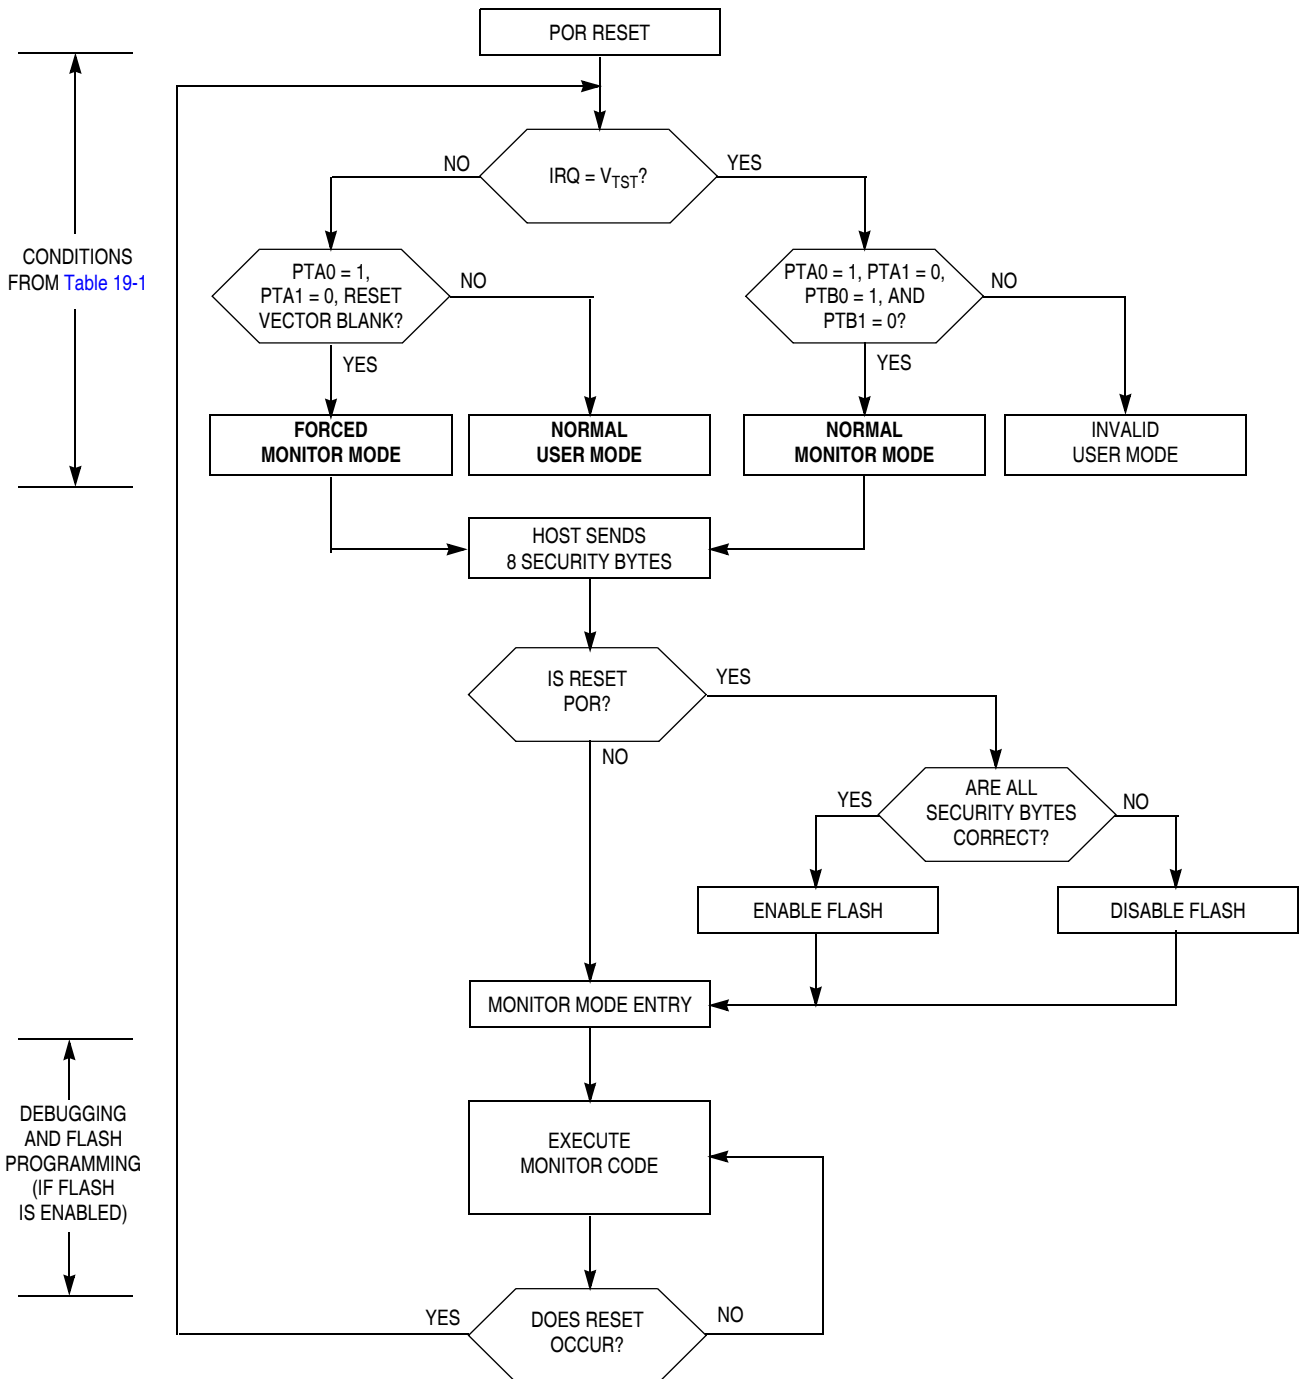 POR RESET
NO
YES
IRQ = VTST?
CONDITIONS
FROM Table 19-1
PTA0 = 1,
PTA1 = 0, RESET
VECTOR BLANK?
NO
YES
PTA0 = 1, PTA1 = 0,
PTB0 = 1, AND
PTB1 = 0?
NO
YES
FORCED
MONITOR MODE
NORMAL
USER MODE
NORMAL
MONITOR MODE
INVALID
USER MODE
HOST SENDS
8 SECURITY BYTES
IS RESET
POR?
YES
NO
ARE ALL
SECURITY BYTES
CORRECT?
YES
NO
ENABLE FLASH
DISABLE FLASH
MONITOR MODE ENTRY
DEBUGGING
AND FLASH
PROGRAMMING
(IF FLASH
IS ENABLED)
EXECUTE
MONITOR CODE
YES
DOES RESET
OCCUR?
NO